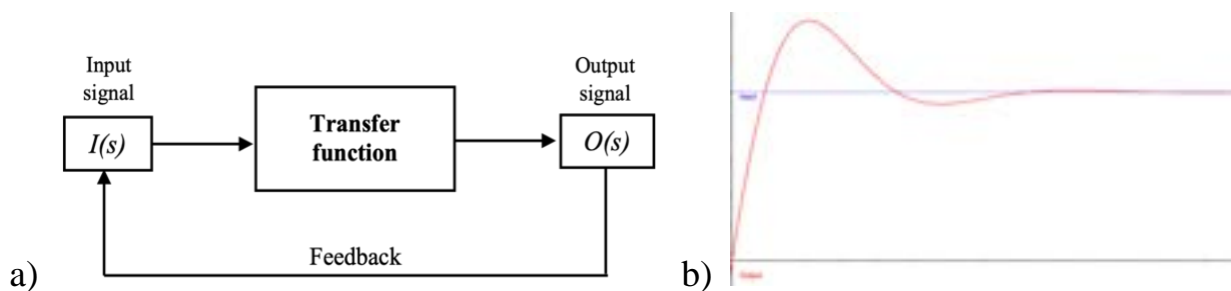 Input
signal
I(s)
Transfer
function
Output
signal
O(s)
Feedback
a)
b)